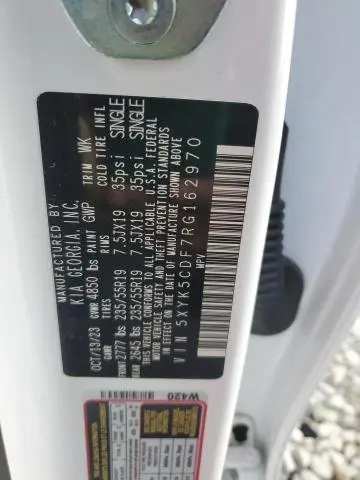 MANUFACTURED BY
KIA GEORGIA, INC.
OCT/13/23 GVWR 4850 lbs PAINT GWP TRIM WK
GAWR COLD TIRE INFL
FRONT 2777 lbs 235/55R19 7.5JX19 35psi SINGLE
REAR 2645 lbs 235/55R19 7.5JX19 35psi SINGLE
THIS VEHICLE CONFORMS TO ALL APPLICABLE U.S.A. FEDERAL
MOTOR VEHICLE SAFETY, BUMPER, AND THEFT PREVENTION STANDARDS
IN EFFECT ON THE DATE OF MANUFACTURE SHOWN ABOVE.
VIN 5XYK5CDF7RG162970
MPV
W420